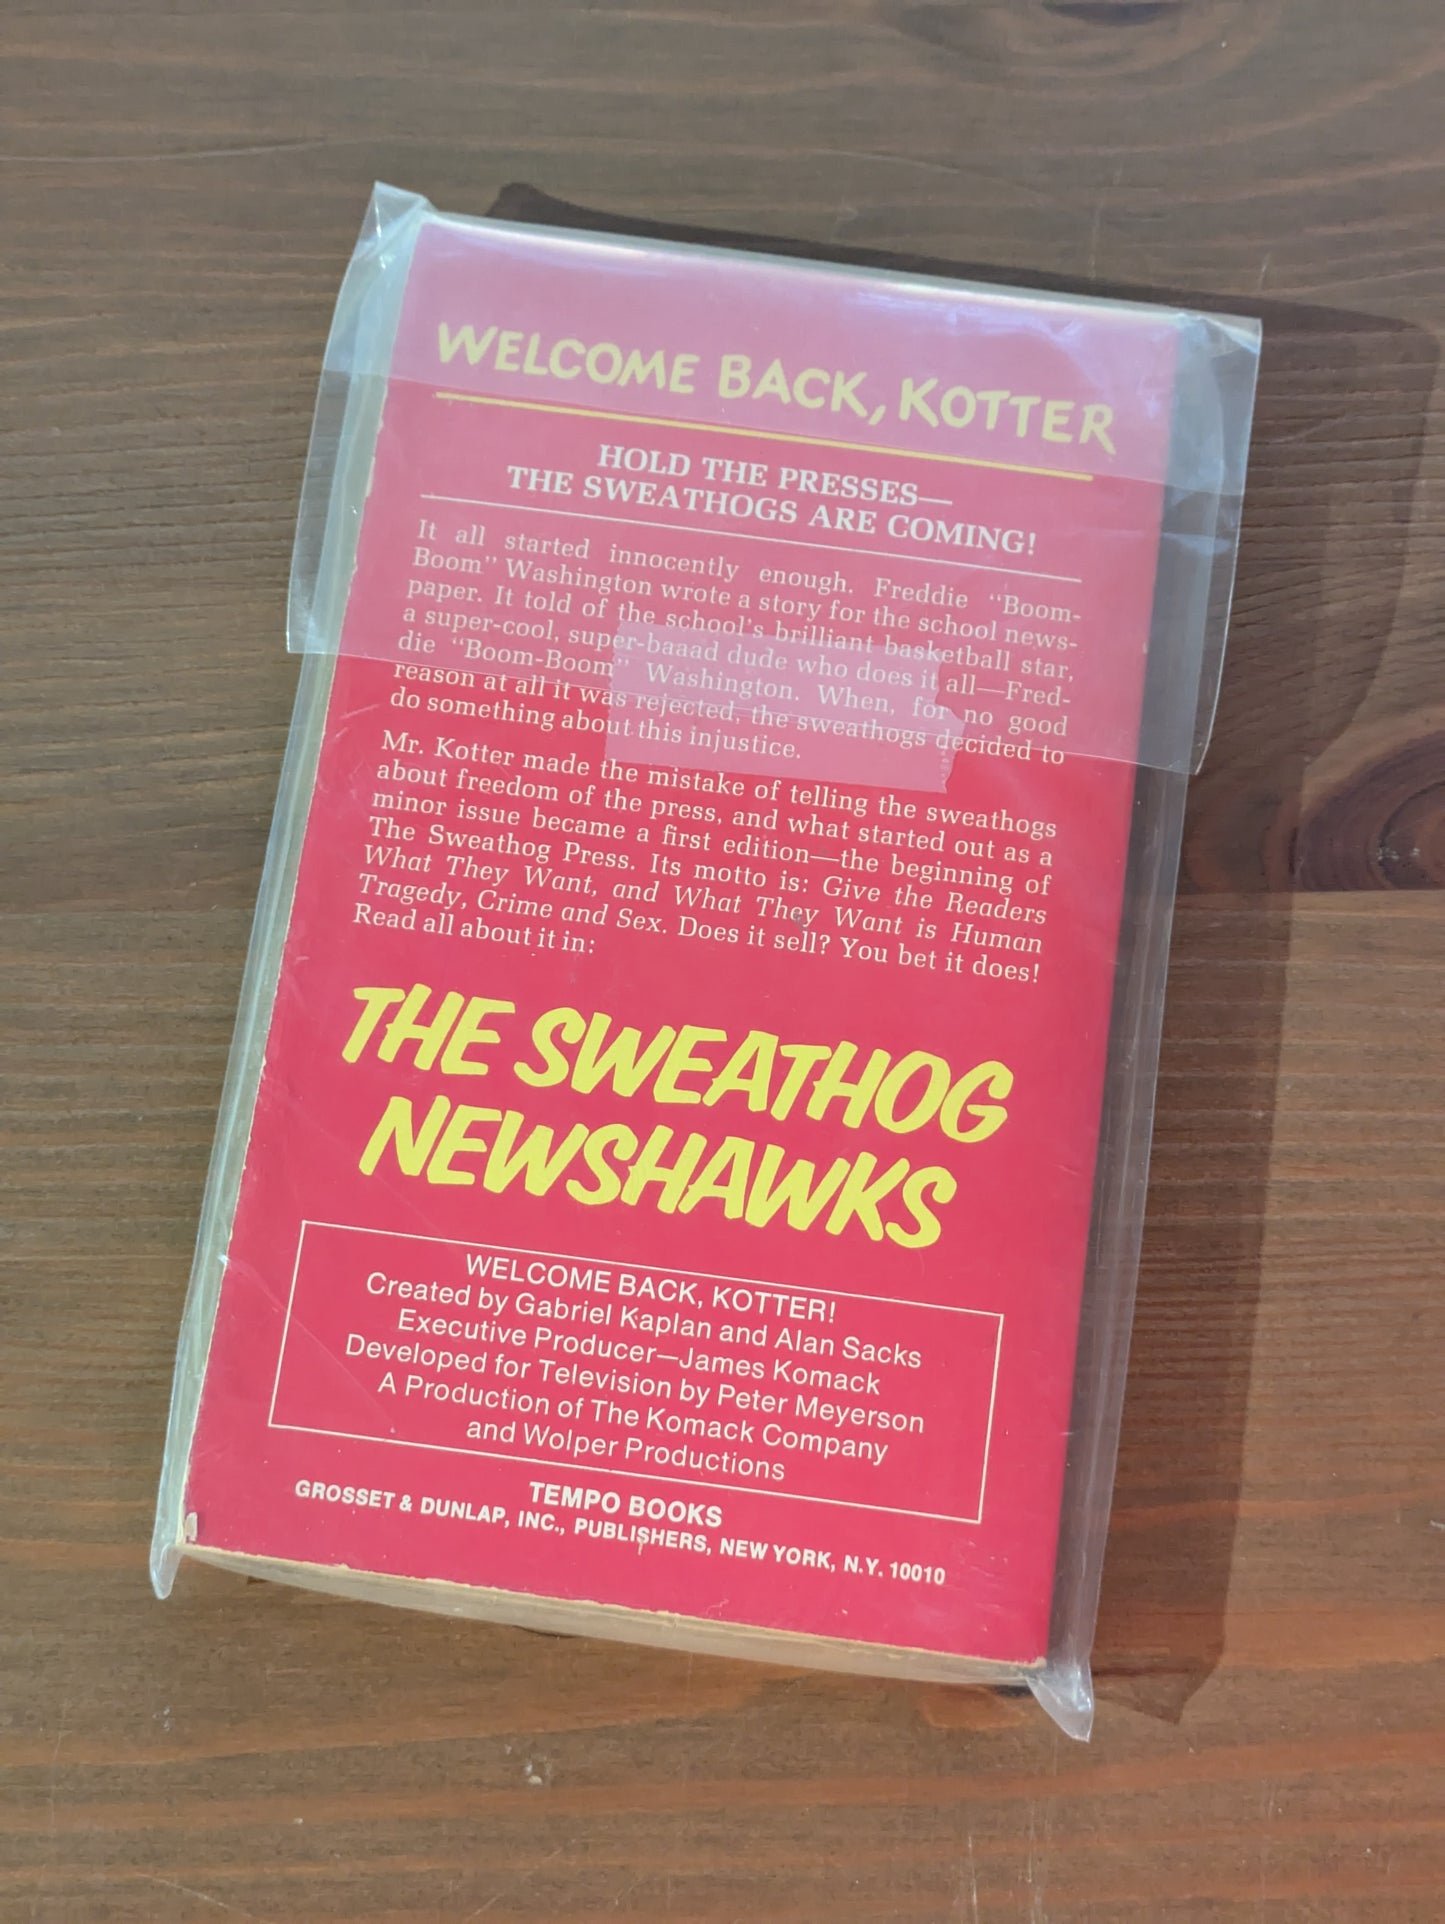 WELCOME BACK, KOTTER
HOLD THE PRESSES—
THE SWEATHOGS ARE COMING!
It all started innocently enough. Freddie "Boom-
Boom" Washington wrote a story for the school news-
paper. It told of the school's brilliant basketball star,
a super-cool, super-baaad dude who does it all—Fred-
die "Boom-Boom" Washington. When, for no good
reason at all it was rejected, the sweathogs decided to
do something about this injustice.
Mr. Kotter made the mistake of telling the sweathogs
about freedom of the press, and what started out as a
minor issue became a first edition—the beginning of
The Sweathog Press. Its motto is: Give the Readers
What They Want, and What They Want is Human
Tragedy, Crime and Sex. Does it sell? You bet it does!
Read all about it in:
THE SWEATHOG
NEWSHAWKS
WELCOME BACK, KOTTER!
Created by Gabriel Kaplan and Alan Sacks
Executive Producer—James Komack
Developed for Television by Peter Meyerson
A Production of The Komack Company
and Wolper Productions
TEMPO BOOKS
GROSSET & DUNLAP, INC., PUBLISHERS, NEW YORK, N.Y. 10010